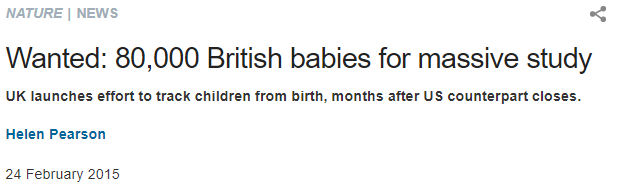 NATURE | NEWS
Wanted: 80,000 British babies for massive study
UK launches effort to track children from birth, months after US counterpart closes.
Helen Pearson
24 February 2015